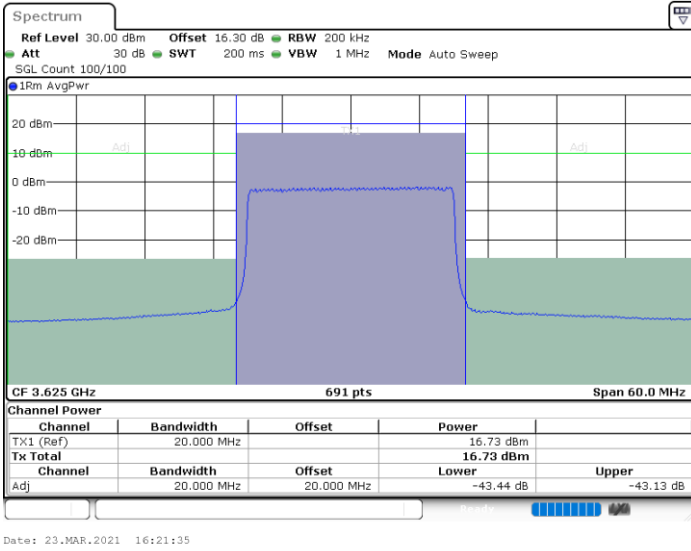 Spectrum
Ref Level 30.00 dBm Offset 16.30 dB RBW 200 kHz
Att 30 dB SWT 200 ms VBW 1 MHz Mode Auto Sweep
SGL Count 100/100
1Rm AvgPwr
20 dBm
TX1
Adj Adj
10 dBm
0 dBm
-10 dBm
-20 dBm
CF 3.625 GHz 691 pts Span 60.0 MHz
Channel Power
Channel Bandwidth Offset Power
TX1 (Ref) 20.000 MHz 16.73 dBm
Tx Total 16.73 dBm
Channel Bandwidth Offset Lower Upper
Adj 20.000 MHz 20.000 MHz -43.44 dB -43.13 dB
Ready
Date: 23.MAR.2021 16:21:35